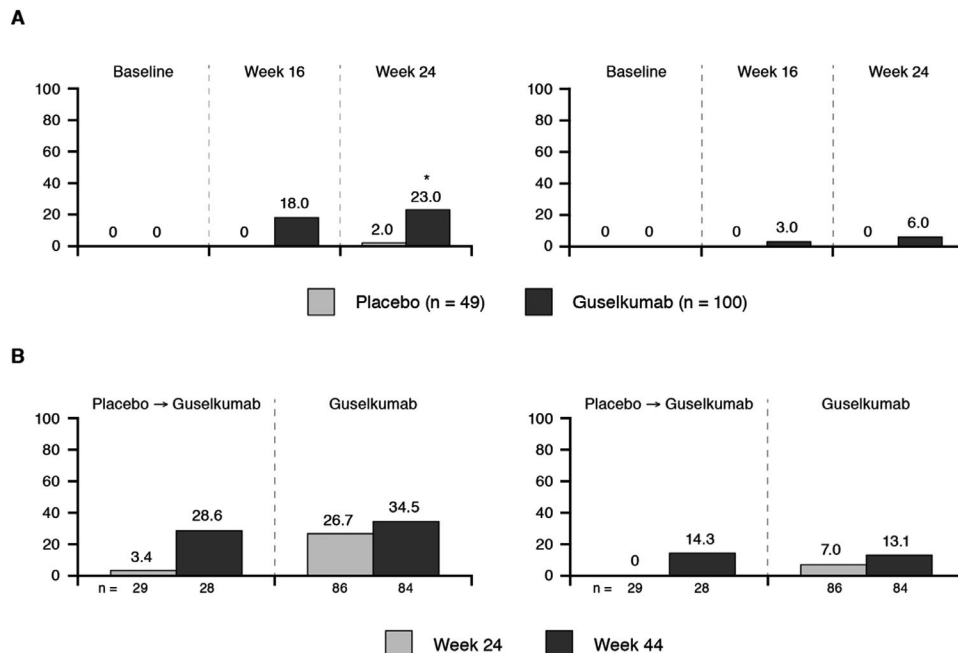 A
Baseline Week 16 Week 24
100
80
60
40
20
0
0 0 0 18.0 2.0 23.0
*
Baseline Week 16 Week 24
100
80
60
40
20
0
0 0 0 3.0 0 6.0
Placebo (n = 49) Guselkumab (n = 100)
B
Placebo → Guselkumab Guselkumab
100
80
60
40
20
0
3.4 28.6 26.7 34.5
n = 29 28 86 84
Placebo → Guselkumab Guselkumab
100
80
60
40
20
0
0 14.3 7.0 13.1
n = 29 28 86 84
Week 24 Week 44